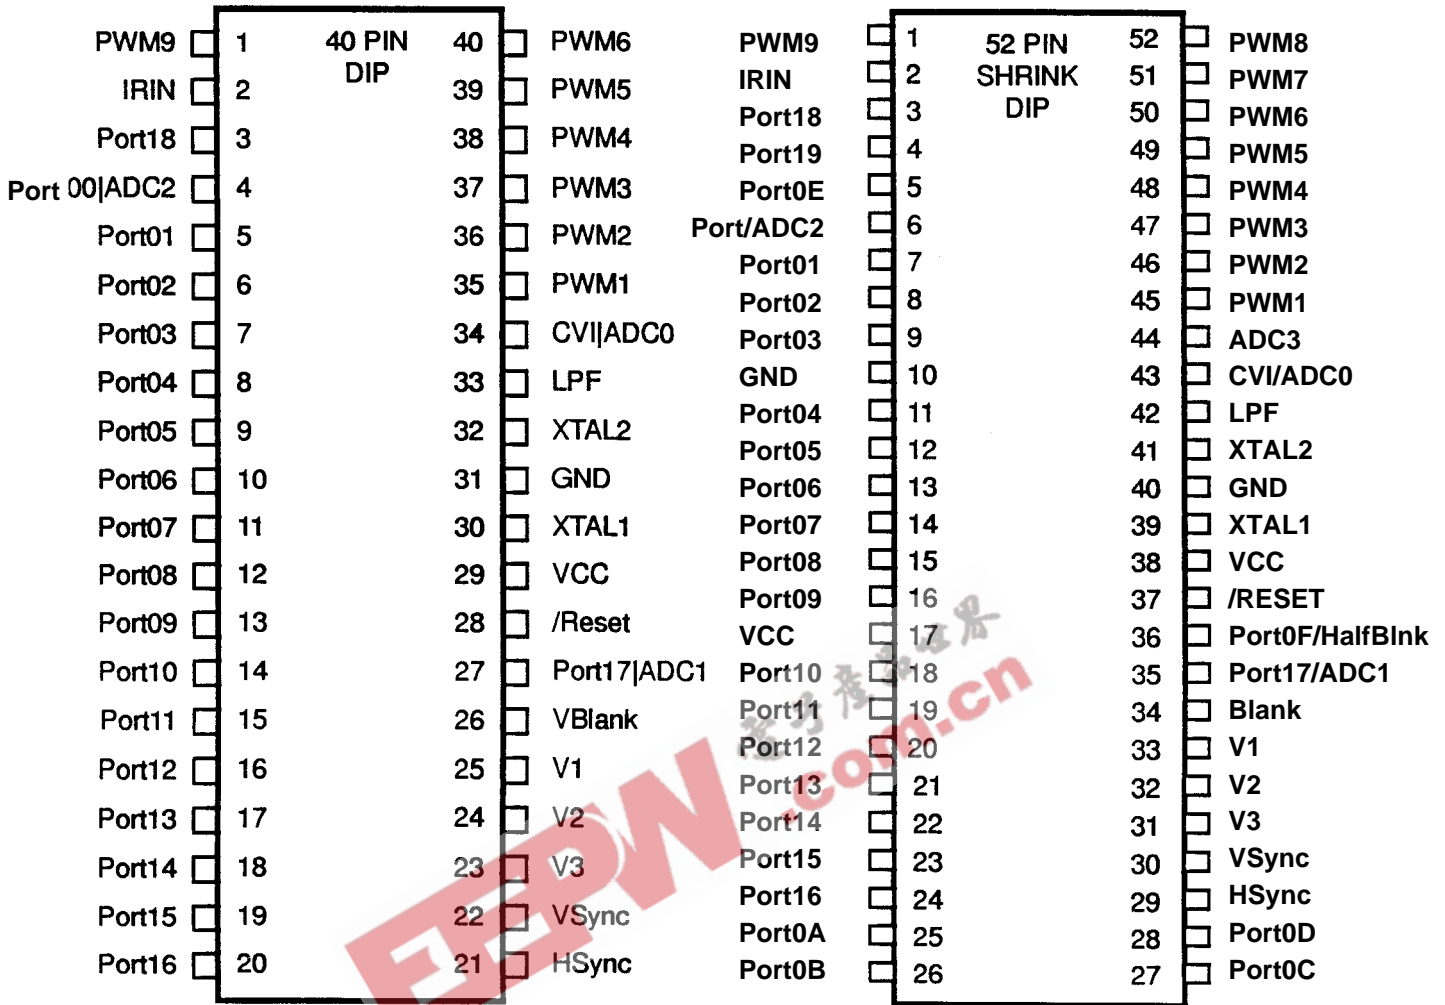 PWM9 1 40 PIN 40 PWM6
DIP
IRIN 2 39 PWM5
Port18 3 38 PWM4
Port 00|ADC2 4 37 PWM3
Port01 5 36 PWM2
Port02 6 35 PWM1
Port03 7 34 CVI|ADC0
Port04 8 33 LPF
Port05 9 32 XTAL2
Port06 10 31 GND
Port07 11 30 XTAL1
Port08 12 29 VCC
Port09 13 28 /Reset
Port10 14 27 Port17|ADC1
Port11 15 26 VBlank
Port12 16 25 V1
Port13 17 24 V2
Port14 18 23 V3
Port15 19 22 VSync
Port16 20 21 HSync
PWM9 1 52 PIN 52 PWM8
IRIN 2 SHRINK 51 PWM7
Port18 3 DIP 50 PWM6
Port19 4 49 PWM5
Port0E 5 48 PWM4
Port/ADC2 6 47 PWM3
Port01 7 46 PWM2
Port02 8 45 PWM1
Port03 9 44 ADC3
GND 10 43 CVI/ADC0
Port04 11 42 LPF
Port05 12 41 XTAL2
Port06 13 40 GND
Port07 14 39 XTAL1
Port08 15 38 VCC
Port09 16 37 /RESET
VCC 17 36 Port0F/HalfBlnk
Port10 18 35 Port17/ADC1
Port11 19 34 Blank
Port12 20 33 V1
Port13 21 32 V2
Port14 22 31 V3
Port15 23 30 VSync
Port16 24 29 HSync
Port0A 25 28 Port0D
Port0B 26 27 Port0C
EEPW
电子產品世界
.com.cn